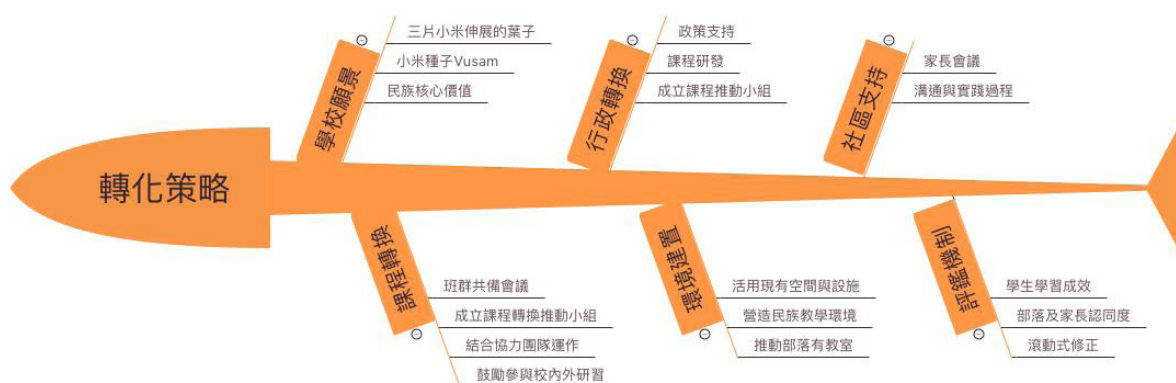 轉化策略
學校願景
三片小米伸展的葉子
小米種子Vusam
民族核心價值
行政轉換
政策支持
課程研發
成立課程推動小組
社區支持
家長會議
溝通與實踐過程
課程轉換
班群共備會議
成立課程轉換推動小組
結合協力團隊運作
鼓勵參與校內外研習
環境建置
活用現有空間與設施
營造民族教學環境
推動部落有教室
評鑑機制
學生學習成效
部落及家長認同度
滾動式修正